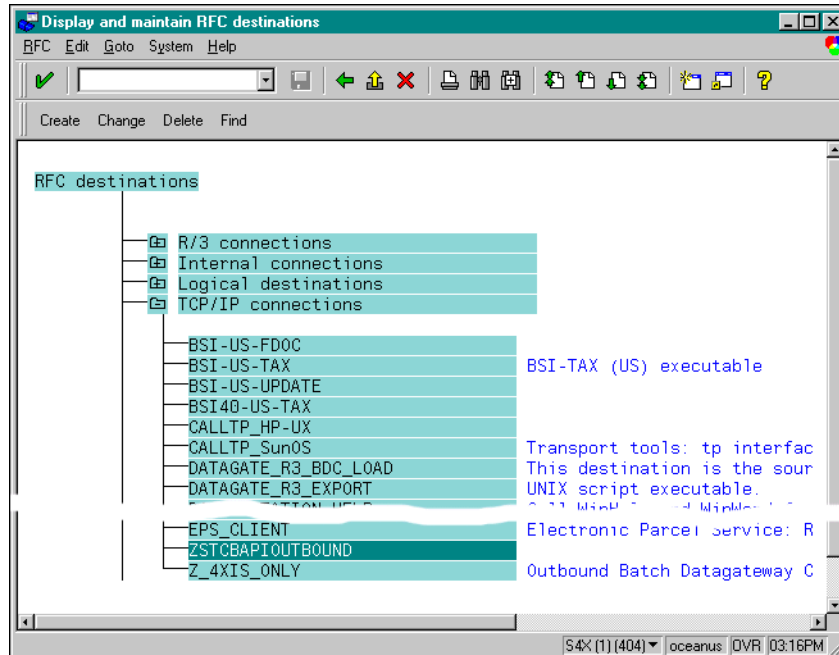 Display and maintain RFC destinations
RFC Edit Goto System Help
Create Change Delete Find
RFC destinations
R/3 connections
Internal connections
Logical destinations
TCP/IP connections
BSI-US-FDOC
BSI-US-TAX BSI-TAX (US) executable
BSI-US-UPDATE
BSI40-US-TAX
CALLTP_HP-UX
CALLTP_SunOS Transport tools: tp interfac
DATAGATE_R3_BDC_LOAD This destination is the sour
DATAGATE_R3_EXPORT UNIX script executable.
EPS_CLIENT Electronic Parcel Service: R
ZSTCBAPIOUTBOUND
Z_4XIS_ONLY Outbound Batch Datagateway C
S4X (1) (404) oceanus OVR 03:16PM